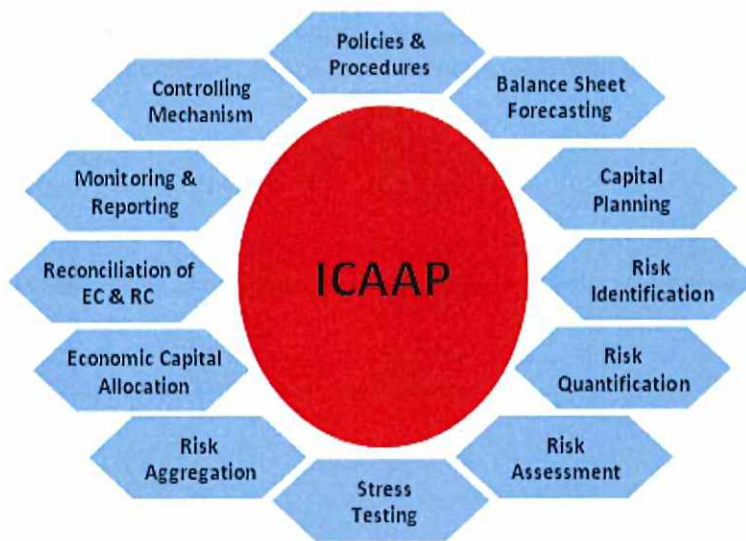 Policies &
Procedures
Balance Sheet
Forecasting
Capital
Planning
Risk
Identification
Risk
Quantification
Risk
Assessment
Stress
Testing
Risk
Aggregation
Economic Capital
Allocation
Reconciliation of
EC & RC
Monitoring &
Reporting
Controlling
Mechanism
ICAAP